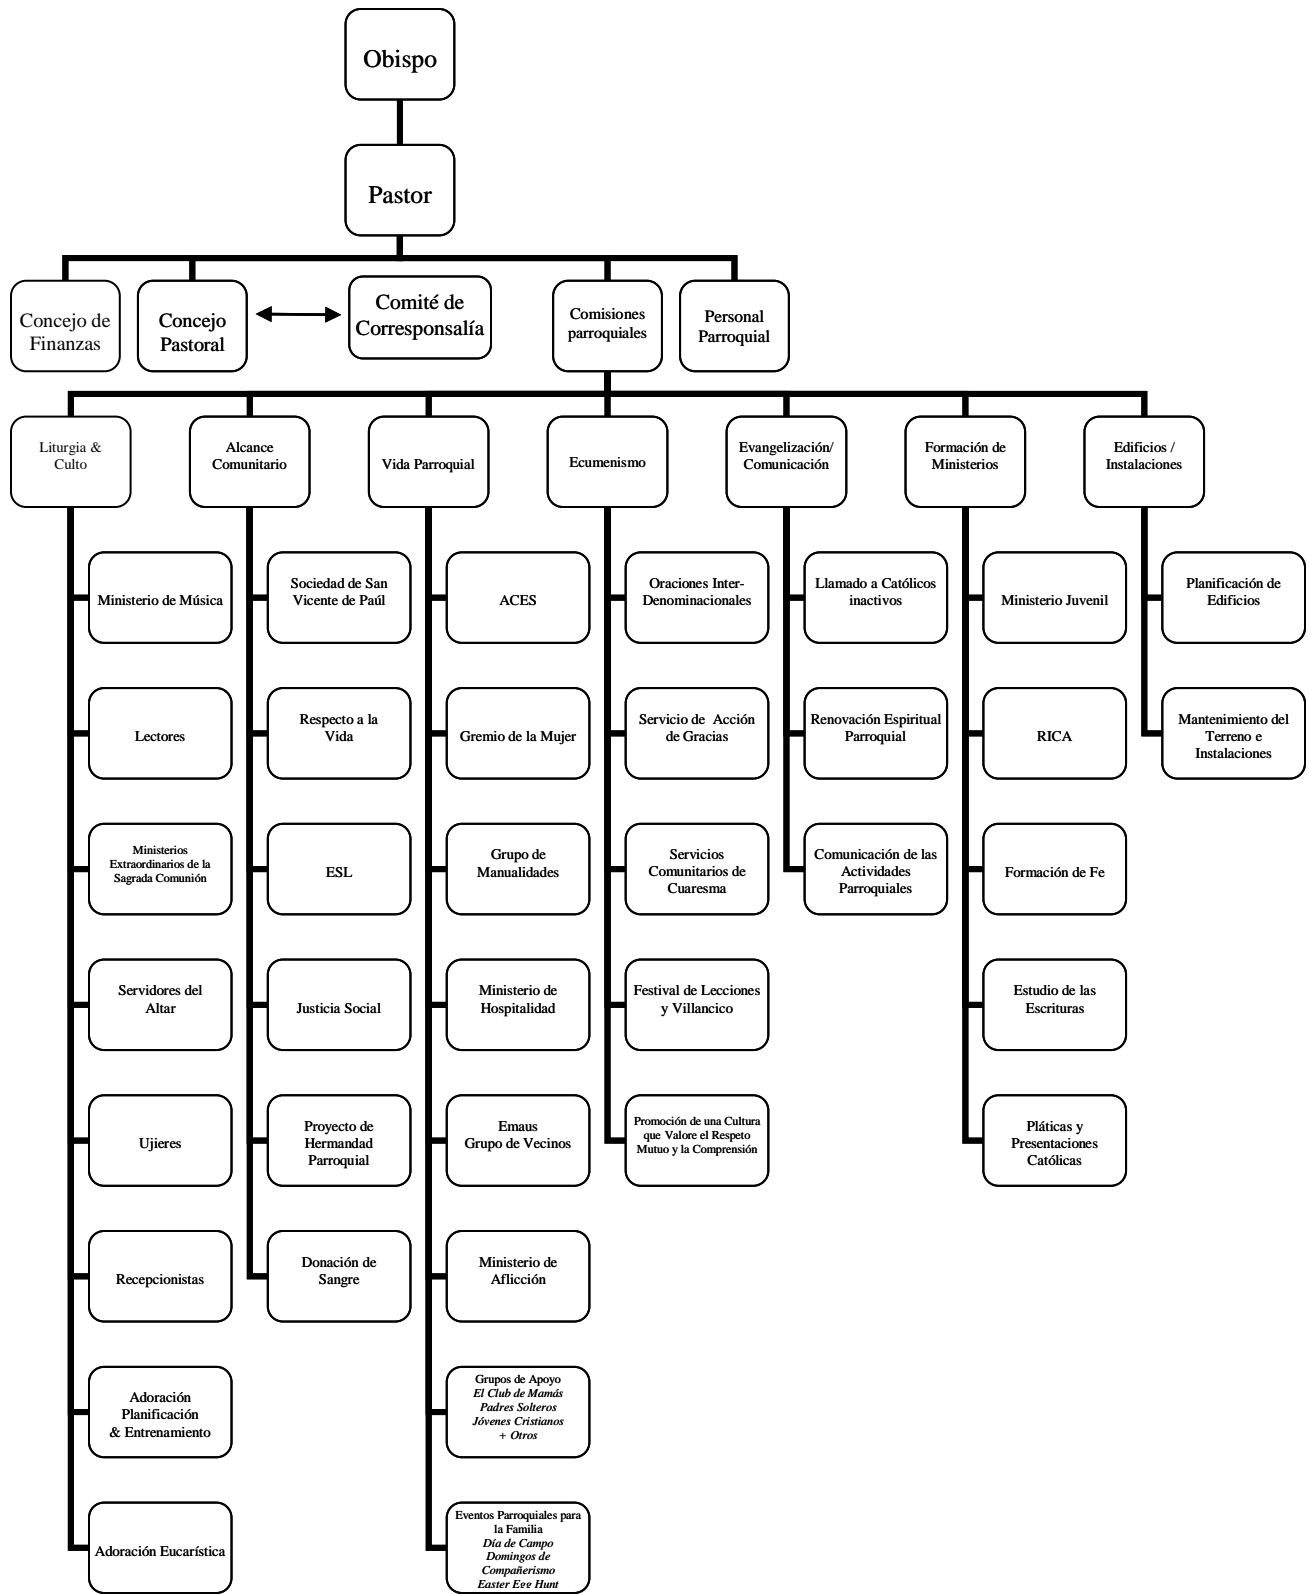 Obispo
Pastor
Concejo de
Finanzas
Concejo
Pastoral
Comité de
Corresponsalía
Comisiones
parroquiales
Personal
Parroquial
Liturgia &
Culto
Alcance
Comunitario
Vida Parroquial
Ecumenismo
Evangelización/
Comunicación
Formación de
Ministerios
Edificios /
Instalaciones
Ministerio de Música
Lectores
Ministerios
Extraordinarios de la
Sagrada Comunión
Servidores del
Altar
Ujieres
Recepcionistas
Adoración
Planificación
& Entrenamiento
Adoración Eucarística
Sociedad de San
Vicente de Paúl
Respecto a la
Vida
ESL
Justicia Social
Proyecto de
Hermandad
Parroquial
Donación de
Sangre
ACES
Gremio de la Mujer
Grupo de
Manualidades
Ministerio de
Hospitalidad
Emaus
Grupo de Vecinos
Ministerio de
Aflicción
Grupos de Apoyo
El Club de Mamás
Padres Solteros
Jóvenes Cristianos
+ Otros
Eventos Parroquiales para
la Familia
Día de Campo
Domingos de
Compañerismo
Easter Egg Hunt
Oraciones Inter-
Denominacionales
Servicio de Acción
de Gracias
Servicios
Comunitarios de
Cuaresma
Festival de Lecciones
y Villancico
Promoción de una Cultura
que Valore el Respeto
Mutuo y la Comprensión
Llamado a Católicos
inactivos
Renovación Espiritual
Parroquial
Comunicación de las
Actividades
Parroquiales
Ministerio Juvenil
RICA
Formación de Fe
Estudio de las
Escrituras
Pláticas y
Presentaciones
Católicas
Planificación de
Edificios
Mantenimiento del
Terreno e
Instalaciones